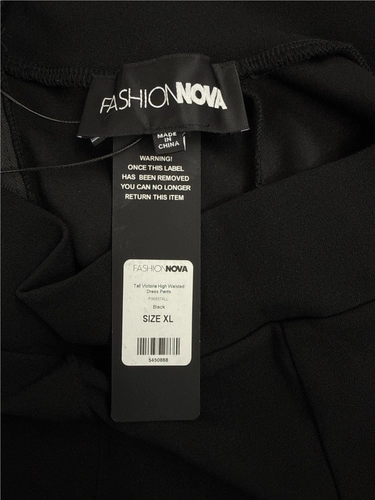 FASHIONNOVA
MADE
IN
CHINA
WARNING!
ONCE THIS LABEL
HAS BEEN REMOVED
YOU CAN NO LONGER
RETURN THIS ITEM
FASHIONNOVA
Tall Victoria High Waisted
Dress Pants
Black
SIZE XL
5450888